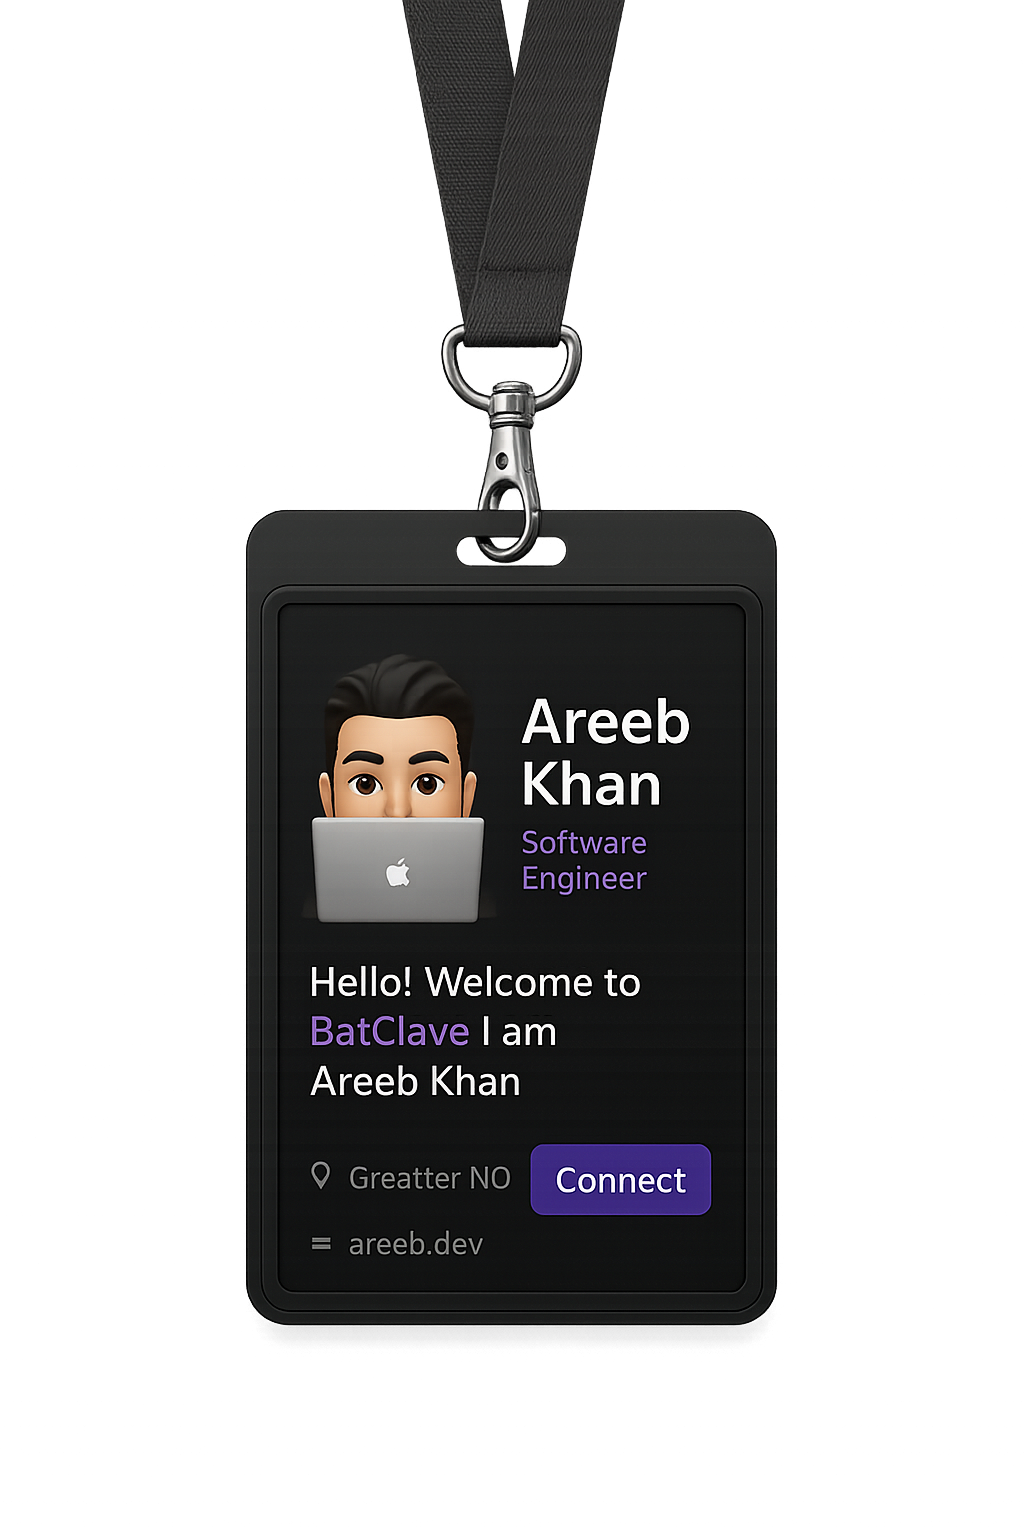 Areeb
Khan
Software
Engineer
Hello! Welcome to
BatClave I am
Areeb Khan
Greatter NO
Connect
areeb.dev